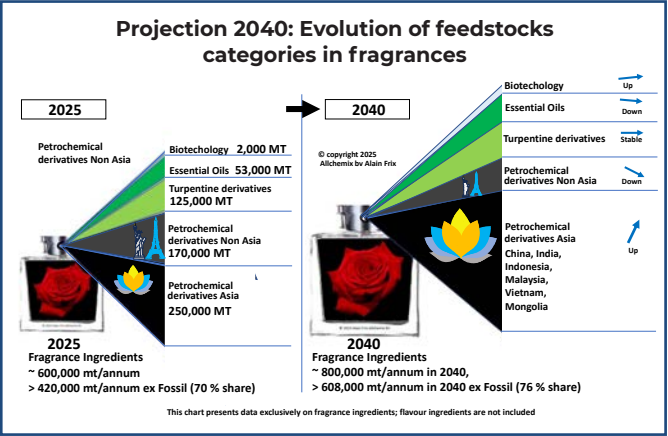 Projection 2040: Evolution of feedstocks
categories in fragrances
2025
Petrochemical
derivatives Non Asia
Biotechology 2,000 MT
Essential Oils 53,000 MT
Turpentine derivatives
125,000 MT
Petrochemical
derivatives Non Asia
170,000 MT
Petrochemical
derivatives Asia
250,000 MT
2025
Fragrance Ingredients
~ 600,000 mt/annum
> 420,000 mt/annum ex Fossil (70 % share)
2040
© copyright 2025
Allchemix by Alain Frix
Biotechology
Up
Essential Oils
Down
Turpentine derivatives
Stable
Petrochemical
derivatives Non Asia
Down
Petrochemical
derivatives Asia
China, India,
Indonesia,
Malaysia,
Vietnam,
Mongolia
Up
2040
Fragrance Ingredients
~ 800,000 mt/annum in 2040,
> 608,000 mt/annum in 2040 ex Fossil (76 % share)
This chart presents data exclusively on fragrance ingredients; flavour ingredients are not included